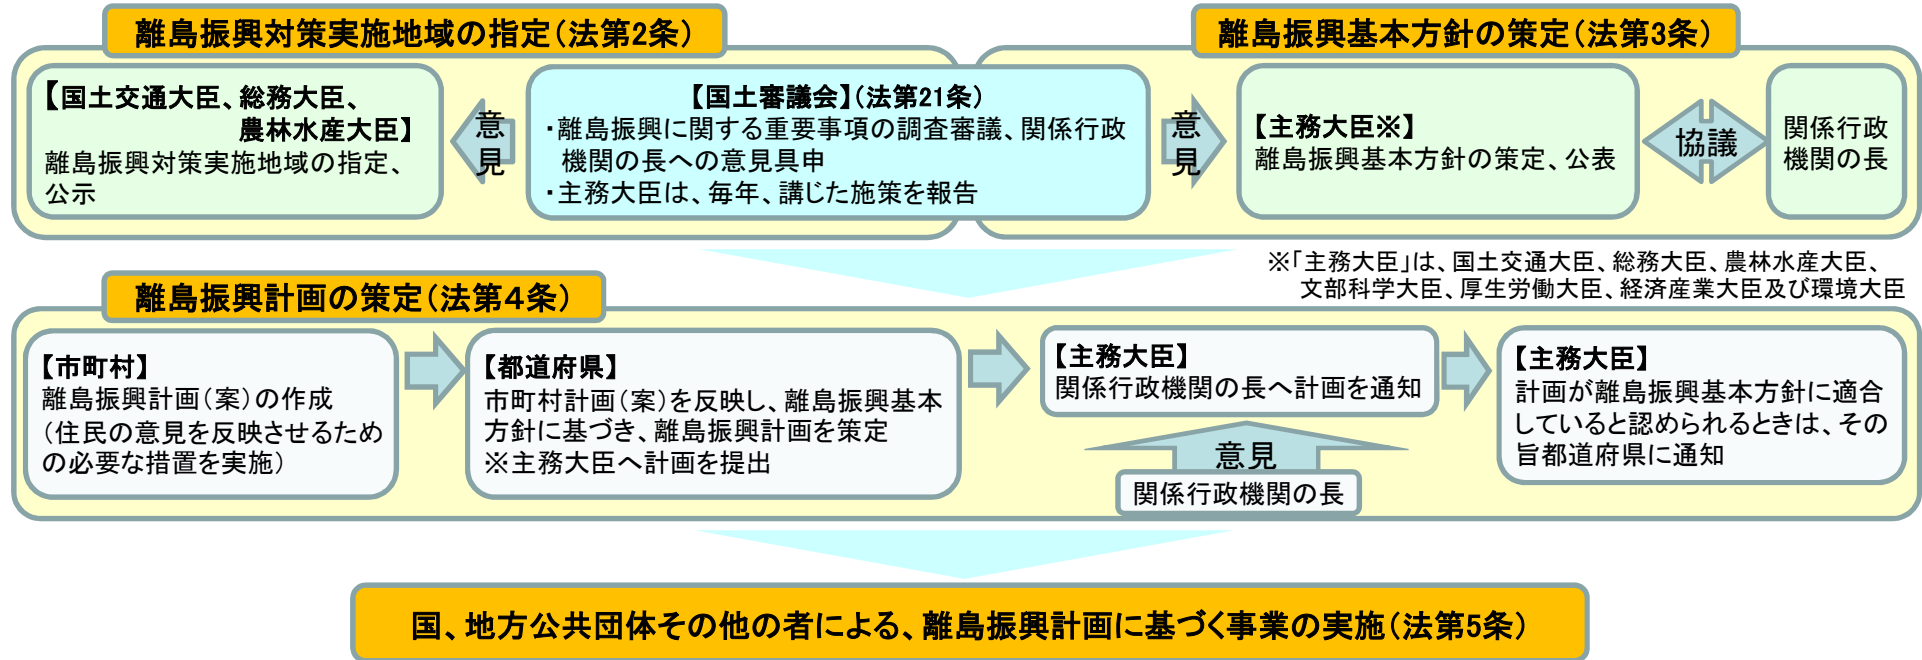 離島振興対策実施地域の指定(法第2条)
【国土交通大臣、総務大臣、
農林水産大臣】
離島振興対策実施地域の指定、
公示
意見
【国土審議会】(法第21条)
・離島振興に関する重要事項の調査審議、関係行政
機関の長への意見具申
・主務大臣は、毎年、講じた施策を報告
離島振興基本方針の策定(法第3条)
意見
【主務大臣※】
離島振興基本方針の策定、公表
協議
関係行政
機関の長
※「主務大臣」は、国土交通大臣、総務大臣、農林水産大臣、
文部科学大臣、厚生労働大臣、経済産業大臣及び環境大臣
離島振興計画の策定(法第4条)
【市町村】
離島振興計画(案)の作成
(住民の意見を反映させるため
の必要な措置を実施)
【都道府県】
市町村計画(案)を反映し、離島振興基本
方針に基づき、離島振興計画を策定
※主務大臣へ計画を提出
【主務大臣】
関係行政機関の長へ計画を通知
意見
関係行政機関の長
【主務大臣】
計画が離島振興基本方針に適合
していると認められるときは、その
旨都道府県に通知
国、地方公共団体その他の者による、離島振興計画に基づく事業の実施(法第5条)